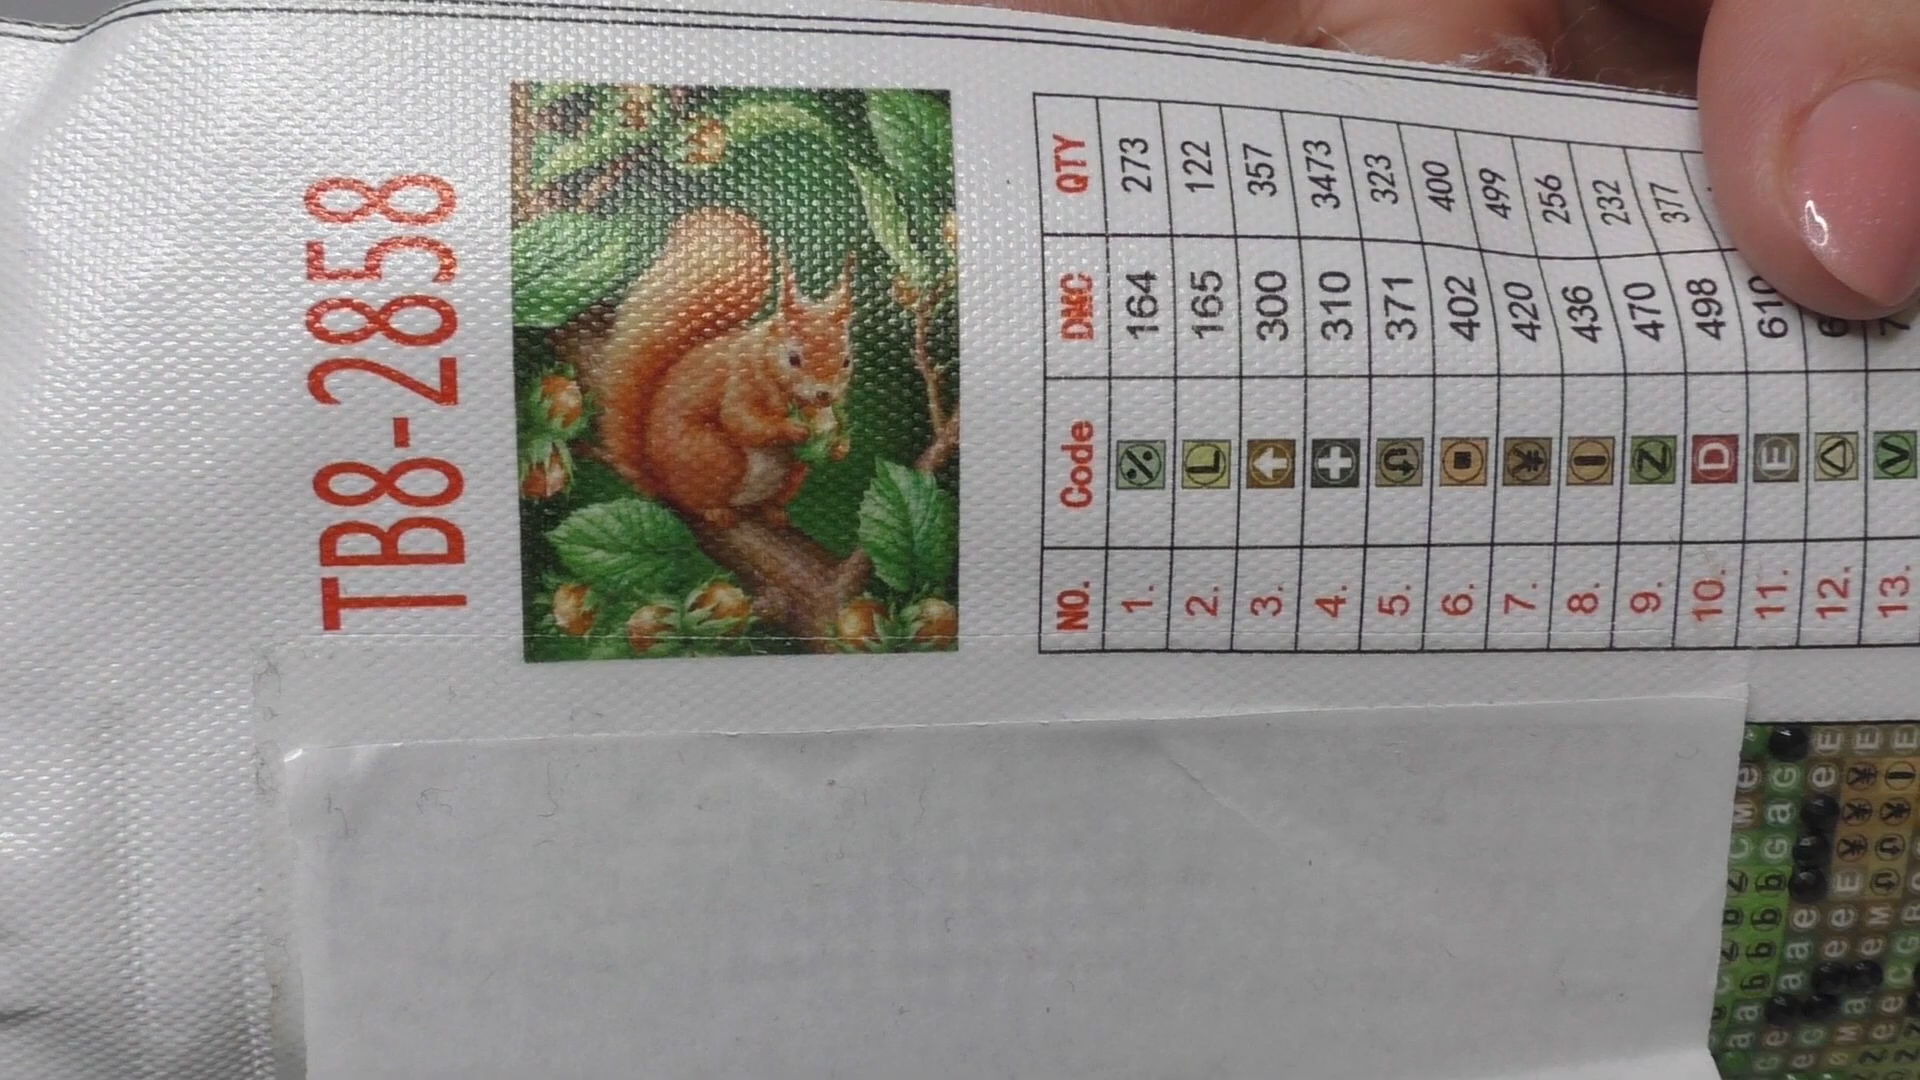 TB8-2858
NO. Code DMC QTY
1. % 164 273
2. L 165 122
3. 300 357
4. + 310 3473
5. 371 323
6. 402 400
7. ¥ 420 499
8. I 436 256
9. Z 470 232
10. D 498 377
11. E 610
12. △
13. V